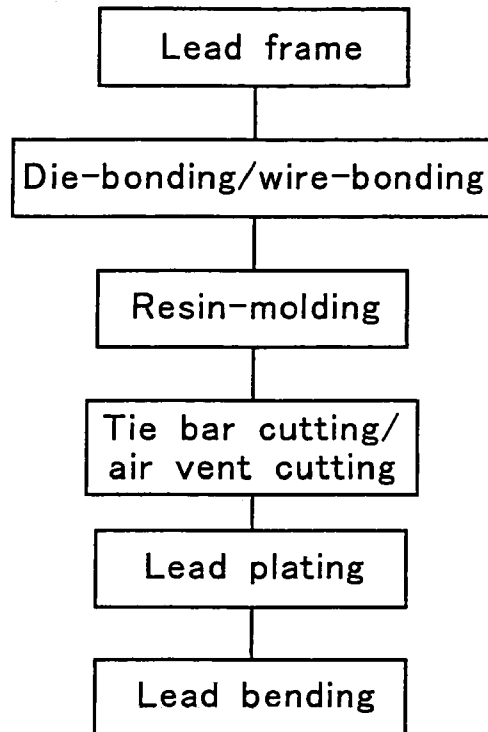 Lead frame
Die-bonding/wire-bonding
Resin-molding
Tie bar cutting/
air vent cutting
Lead plating
Lead bending